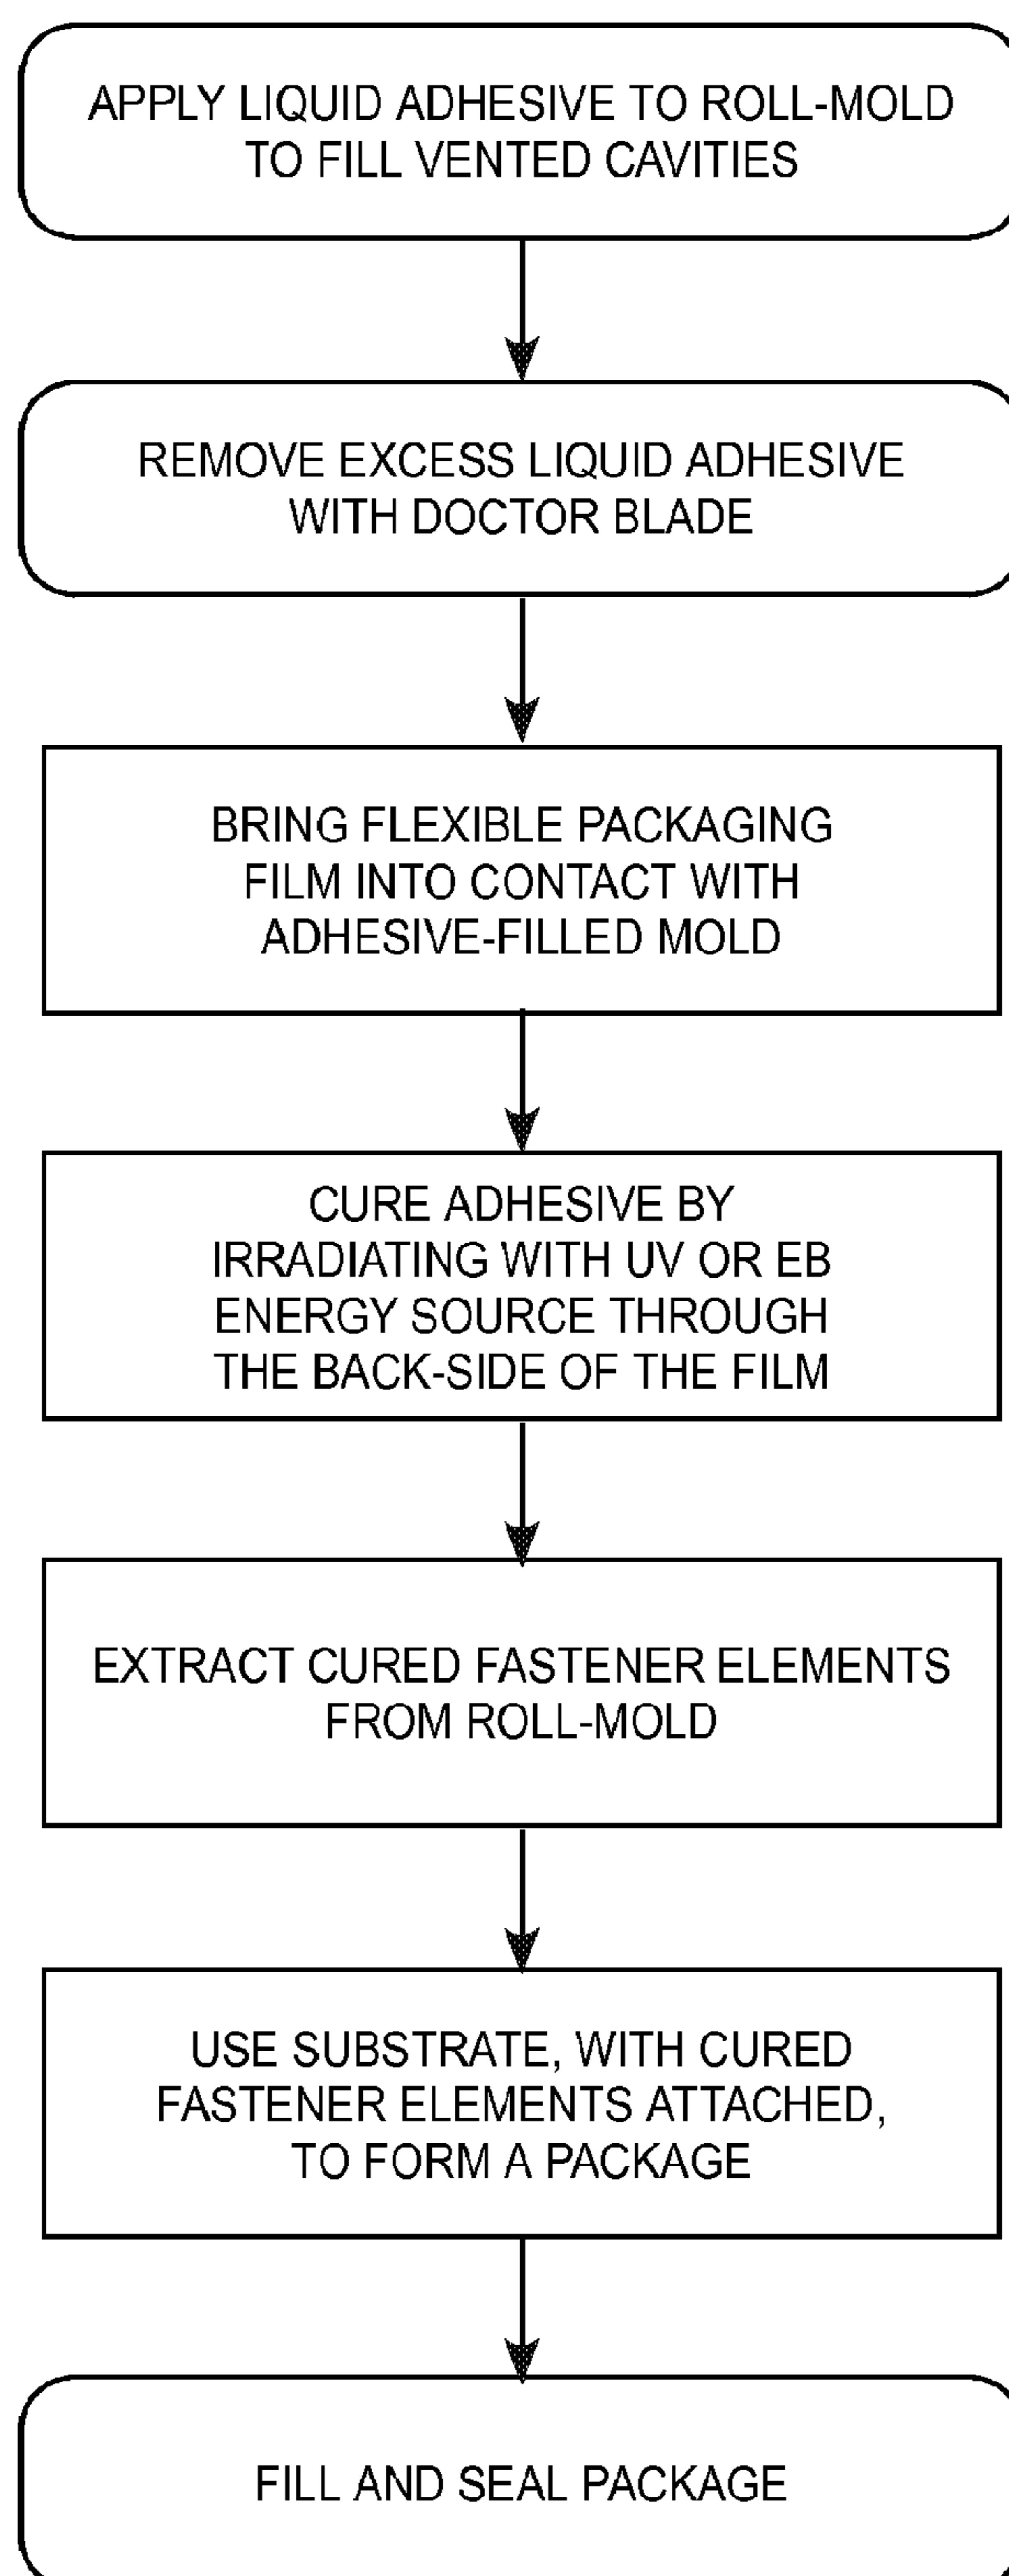 APPLY LIQUID ADHESIVE TO ROLL-MOLD
TO FILL VENTED CAVITIES
REMOVE EXCESS LIQUID ADHESIVE
WITH DOCTOR BLADE
BRING FLEXIBLE PACKAGING
FILM INTO CONTACT WITH
ADHESIVE-FILLED MOLD
CURE ADHESIVE BY
IRRADIATING WITH UV OR EB
ENERGY SOURCE THROUGH
THE BACK-SIDE OF THE FILM
EXTRACT CURED FASTENER ELEMENTS
FROM ROLL-MOLD
USE SUBSTRATE, WITH CURED
FASTENER ELEMENTS ATTACHED,
TO FORM A PACKAGE
FILL AND SEAL PACKAGE